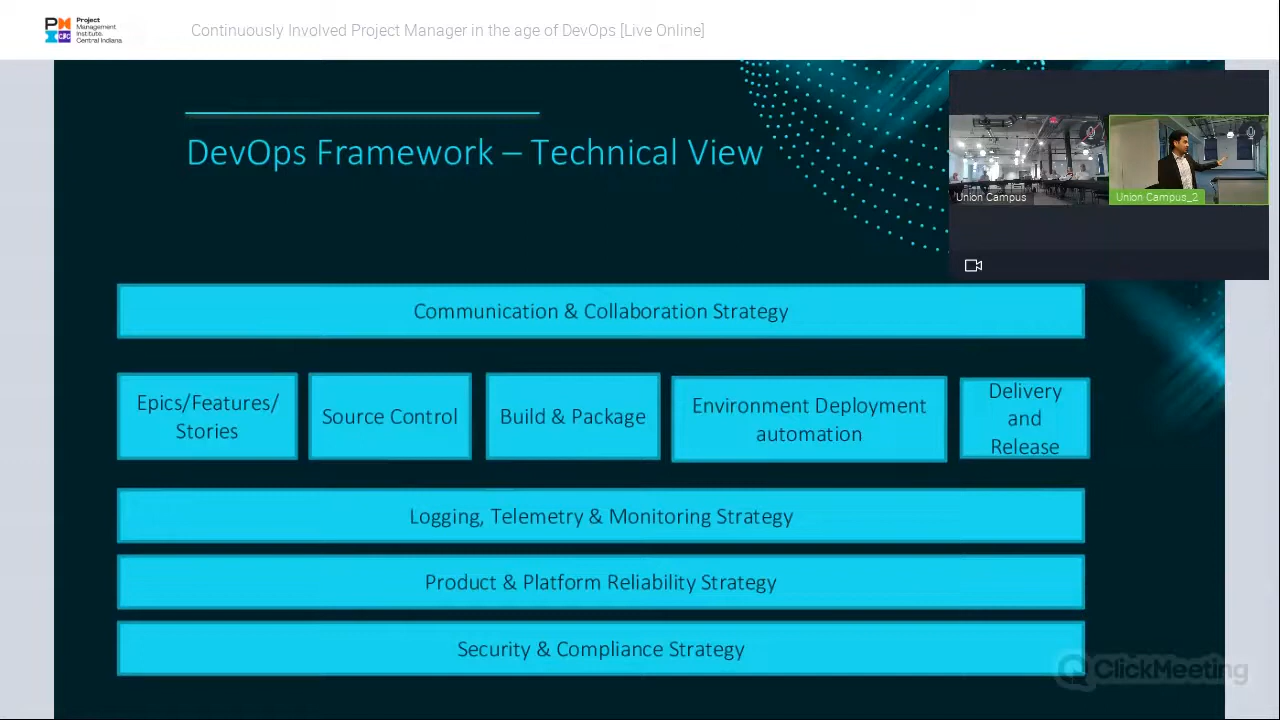 Project
Management
Institute.
Central Indiana
Continuously Involved Project Manager in the age of DevOps [Live Online]
DevOps Framework – Technical View
Union Campus
Union Campus_2
Communication & Collaboration Strategy
Epics/Features/
Stories
Source Control
Build & Package
Environment Deployment
automation
Delivery
and
Release
Logging, Telemetry & Monitoring Strategy
Product & Platform Reliability Strategy
Security & Compliance Strategy
ClickMeeting